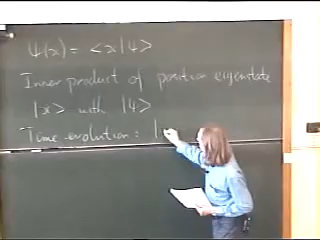 Ψ(x) = <x|ψ>
Inner product of position eigenstate
|x> with |ψ>
Time evolution: |